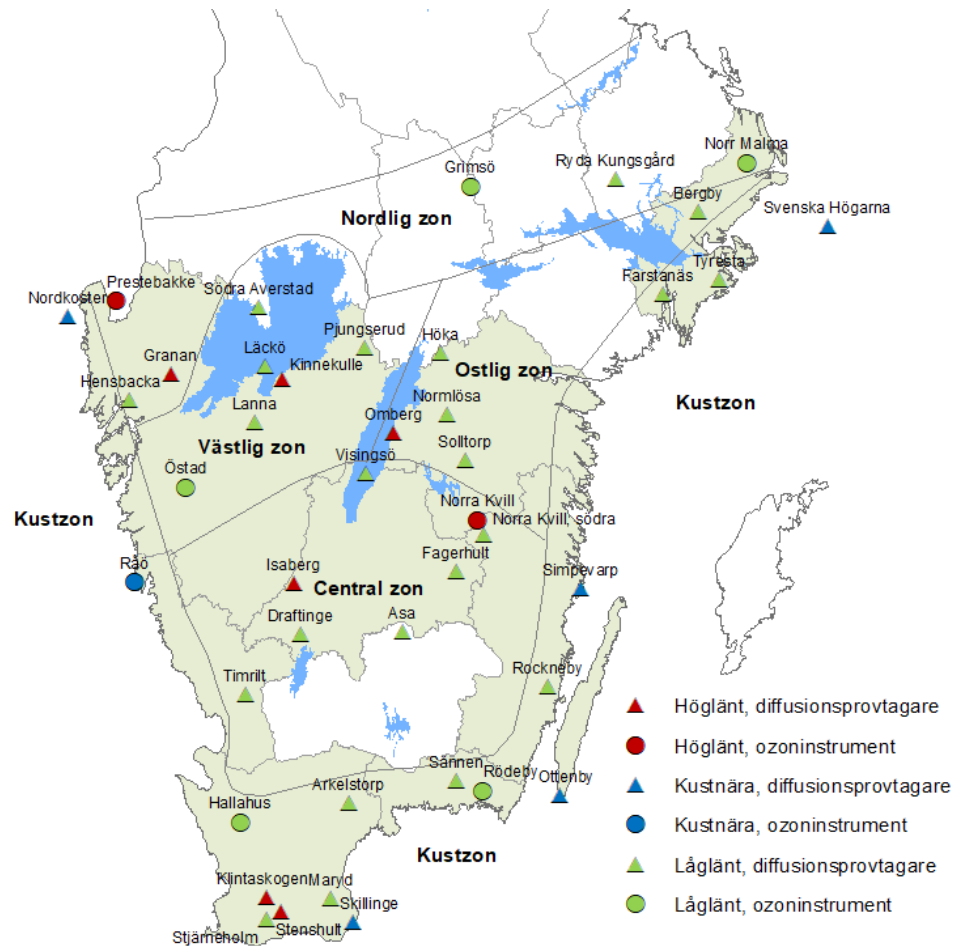 Norr Malma
Ryda Kungsgård
Grimsö
Bergby
Svenska Högarna
Nordlig zon
Tyresta
Farstanäs
Prestebakke
Nordkoster
Södra Averstad
Pjungserud
Höka
Läckö
Granan
Kinnekulle
Ostlig zon
Hensbacka
Lanna
Omberg
Normlösa
Kustzon
Västlig zon
Solltorp
Visingsö
Östad
Norra Kvill
Kustzon
Norra Kvill, södra
Fagerhult
Råö
Isaberg
Simpevarp
Central zon
Draftinge
Asa
Timrilt
Rockneby
Höglänt, diffusionsprovtagare
Höglänt, ozoninstrument
Sännen
Rödeby
Ottenby
Kustnära, diffusionsprovtagare
Arkelstorp
Hallahus
Kustnära, ozoninstrument
Kustzon
Låglänt, diffusionsprovtagare
Klintaskogen
Maryd
Skillinge
Låglänt, ozoninstrument
Stenshult
Stjärneholm